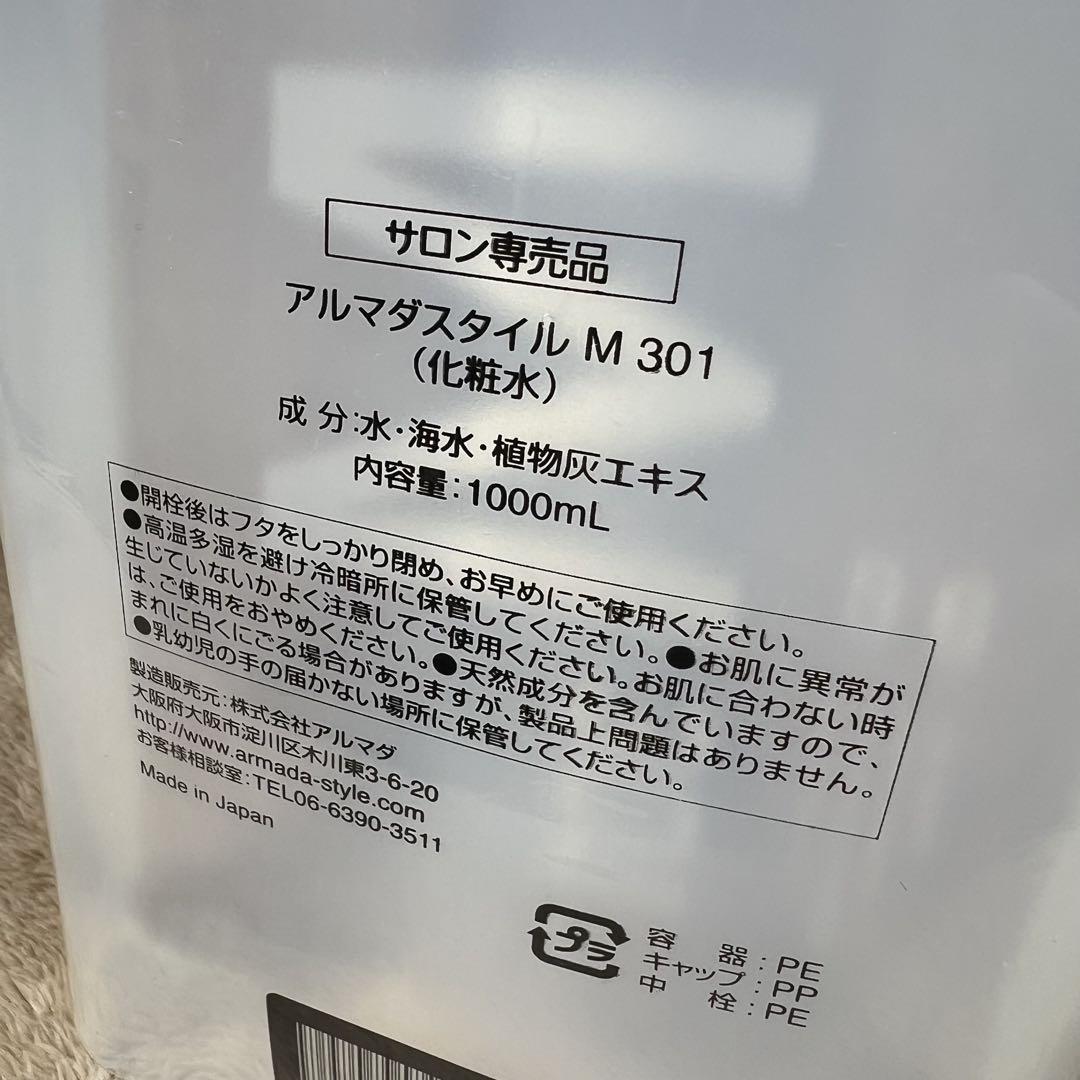 サロン専売品
アルマダスタイル M 301
(化粧水)
成 分:水・海水・植物灰エキス
内容量:1000mL
●開栓後はフタをしっかり閉め、お早めにご使用ください。
●高温多湿を避け冷暗所に保管してください。●お肌に異常が
生じていないかよく注意してご使用ください。お肌に合わない時
は、ご使用をおやめください。●天然成分を含んでいますので、
まれに白くにごる場合がありますが、製品上問題はありません。
●乳幼児の手の届かない場所に保管してください。
製造販売元:株式会社アルマダ
大阪府大阪市淀川区木川東3-6-20
http://www.armada-style.com
お客様相談室:TEL06-6390-3511
Made in Japan
プラ
容 器:PE
キャップ:PP
中 栓:PE